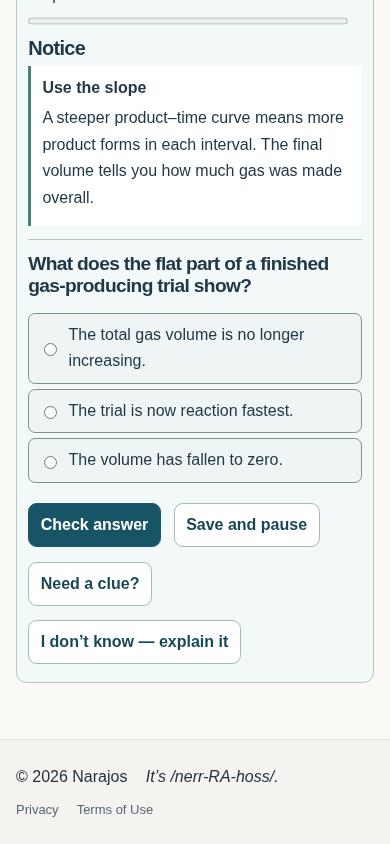 Notice
Use the slope
A steeper product–time curve means more
product forms in each interval. The final
volume tells you how much gas was made
overall.
What does the flat part of a finished
gas-producing trial show?
The total gas volume is no longer
increasing.
The trial is now reaction fastest.
The volume has fallen to zero.
Check answer
Save and pause
Need a clue?
I don’t know — explain it
© 2026 Narajos It’s /nerr-RA-hoss/.
Privacy Terms of Use